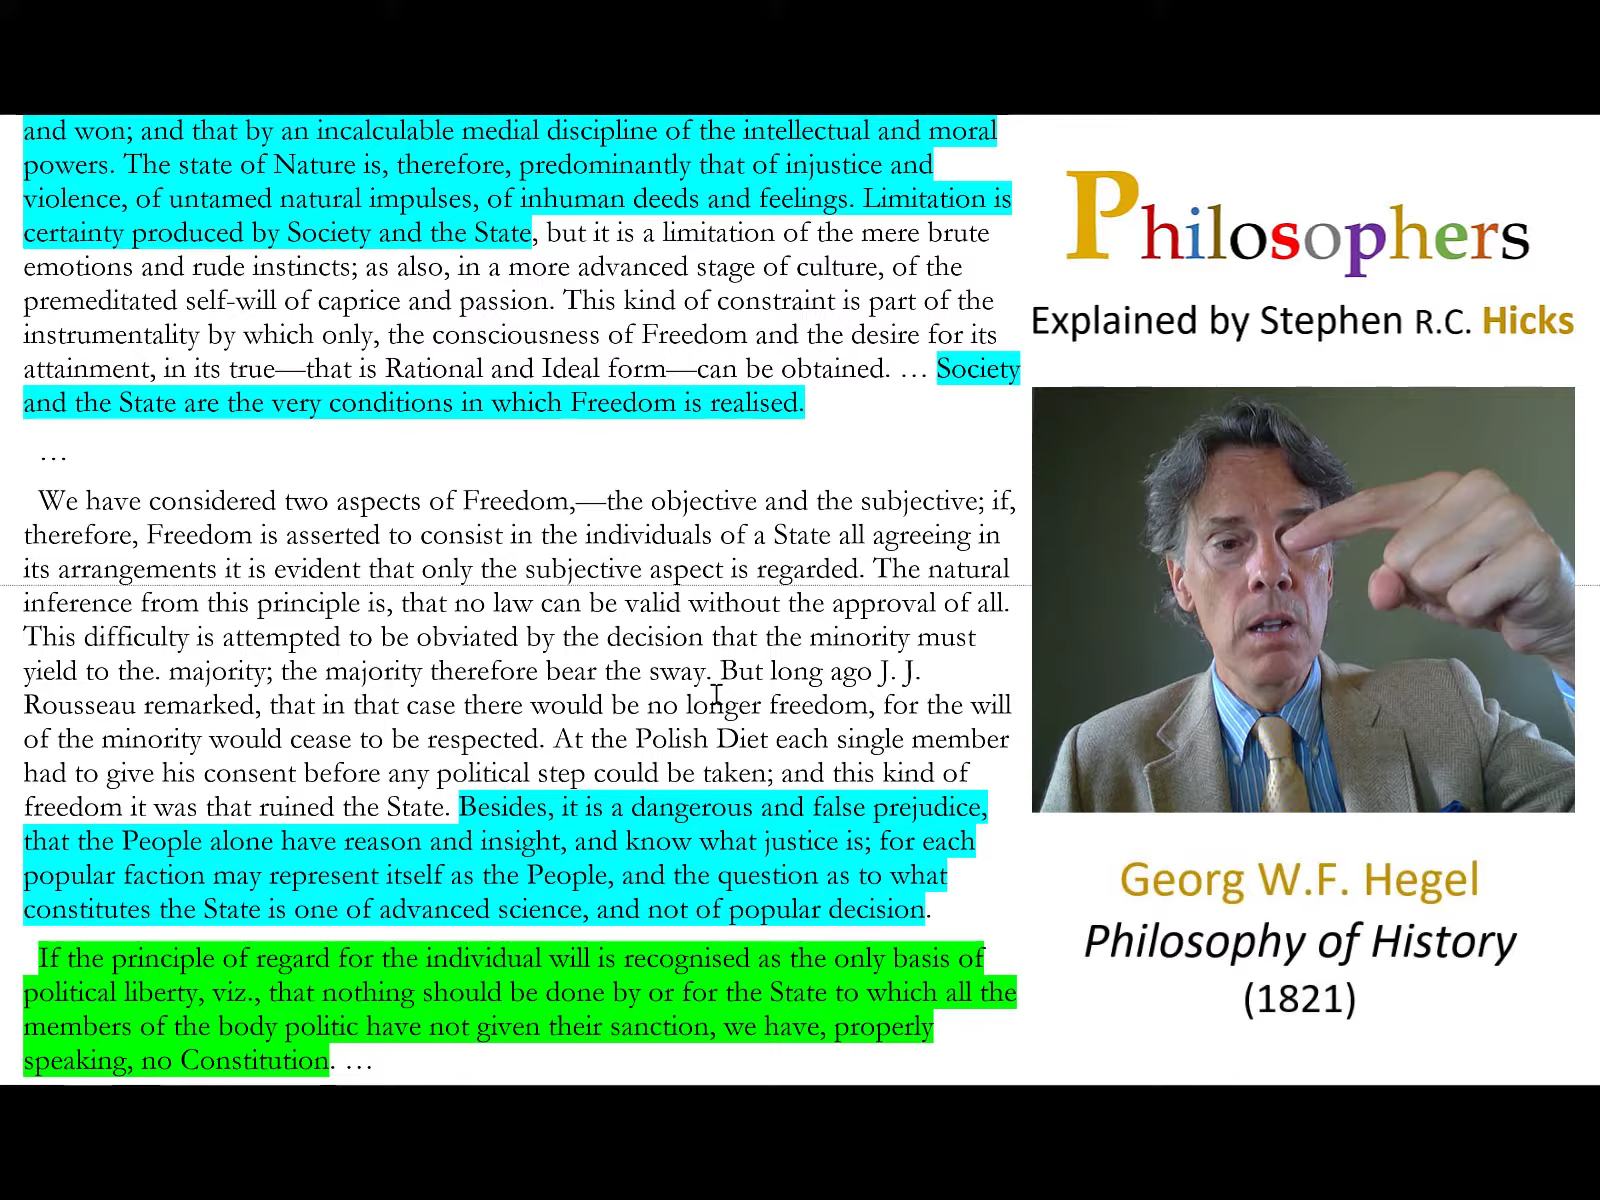 and won; and that by an incalculable medial discipline of the intellectual and moral
powers. The state of Nature is, therefore, predominantly that of injustice and
violence, of untamed natural impulses, of inhuman deeds and feelings. Limitation is
certainty produced by Society and the State, but it is a limitation of the mere brute
emotions and rude instincts; as also, in a more advanced stage of culture, of the
premeditated self-will of caprice and passion. This kind of constraint is part of the
instrumentality by which only, the consciousness of Freedom and the desire for its
attainment, in its true—that is Rational and Ideal form—can be obtained. … Society
and the State are the very conditions in which Freedom is realised.
…
We have considered two aspects of Freedom,—the objective and the subjective; if,
therefore, Freedom is asserted to consist in the individuals of a State all agreeing in
its arrangements it is evident that only the subjective aspect is regarded. The natural
inference from this principle is, that no law can be valid without the approval of all.
This difficulty is attempted to be obviated by the decision that the minority must
yield to the. majority; the majority therefore bear the sway. But long ago J. J.
Rousseau remarked, that in that case there would be no longer freedom, for the will
of the minority would cease to be respected. At the Polish Diet each single member
had to give his consent before any political step could be taken; and this kind of
freedom it was that ruined the State. Besides, it is a dangerous and false prejudice,
that the People alone have reason and insight, and know what justice is; for each
popular faction may represent itself as the People, and the question as to what
constitutes the State is one of advanced science, and not of popular decision.
If the principle of regard for the individual will is recognised as the only basis of
political liberty, viz., that nothing should be done by or for the State to which all the
members of the body politic have not given their sanction, we have, properly
speaking, no Constitution. …
Philosophers
Explained by Stephen R.C. Hicks
Georg W.F. Hegel
Philosophy of History
(1821)